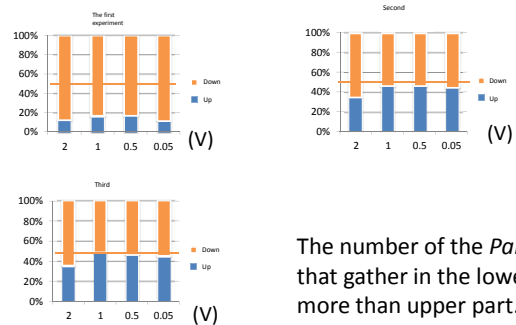 The first
experiment
100%
80%
60%
40%
20%
0%
2 1 0.5 0.05
(V)
Down
Up
Second
100%
80%
60%
40%
20%
0%
2 1 0.5 0.05
(V)
Down
Up
Third
100%
80%
60%
40%
20%
0%
2 1 0.5 0.05
(V)
Down
Up
The number of the
that gather in the lowe
more than upper part.